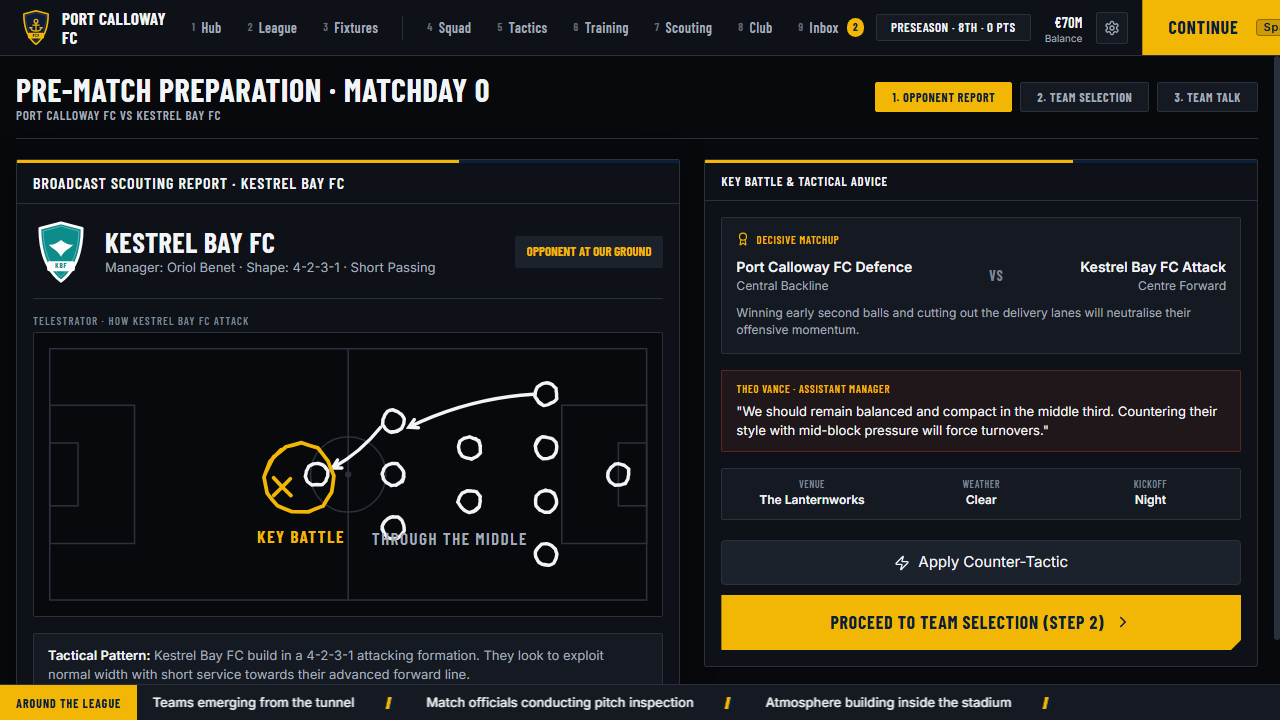 PORT CALLOWAY
FC
1 Hub
2 League
3 Fixtures
4 Squad
5 Tactics
6 Training
7 Scouting
8 Club
9 Inbox 2
PRESEASON · 8TH · 0 PTS
€70M
Balance
CONTINUE
PRE-MATCH PREPARATION · MATCHDAY 0
PORT CALLOWAY FC VS KESTREL BAY FC
1. OPPONENT REPORT
2. TEAM SELECTION
3. TEAM TALK
BROADCAST SCOUTING REPORT · KESTREL BAY FC
KBF
KESTREL BAY FC
Manager: Oriol Benet · Shape: 4-2-3-1 · Short Passing
OPPONENT AT OUR GROUND
TELESTRATOR · HOW KESTREL BAY FC ATTACK
KEY BATTLE
THROUGH THE MIDDLE
Tactical Pattern: Kestrel Bay FC build in a 4-2-3-1 attacking formation. They look to exploit
normal width with short service towards their advanced forward line.
KEY BATTLE & TACTICAL ADVICE
DECISIVE MATCHUP
Port Calloway FC Defence
Central Backline
VS
Kestrel Bay FC Attack
Centre Forward
Winning early second balls and cutting out the delivery lanes will neutralise their
offensive momentum.
THEO VANCE · ASSISTANT MANAGER
"We should remain balanced and compact in the middle third. Countering their
style with mid-block pressure will force turnovers."
VENUE
The Lanternworks
WEATHER
Clear
KICKOFF
Night
Apply Counter-Tactic
PROCEED TO TEAM SELECTION (STEP 2)
AROUND THE LEAGUE
Teams emerging from the tunnel
Match officials conducting pitch inspection
Atmosphere building inside the stadium